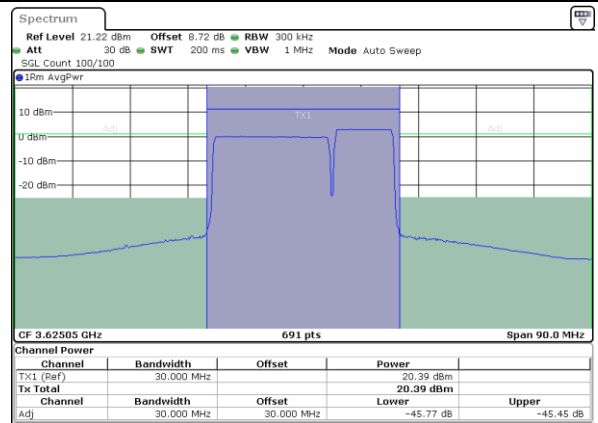 Spectrum
Ref Level 21.22 dBm Offset 8.72 dB RBW 300 kHz
Att 30 dB SWT 200 ms VBW 1 MHz Mode Auto Sweep
SGL Count 100/100
1Rm AvgPwr
10 dBm
TX1
Adj
Adj
0 dBm
-10 dBm
-20 dBm
CF 3.62505 GHz 691 pts Span 90.0 MHz
Channel Power
Channel Bandwidth Offset Power
TX1 (Ref) 30.000 MHz 20.39 dBm
Tx Total 20.39 dBm
Channel Bandwidth Offset Lower Upper
Adj 30.000 MHz 30.000 MHz -45.77 dB -45.45 dB